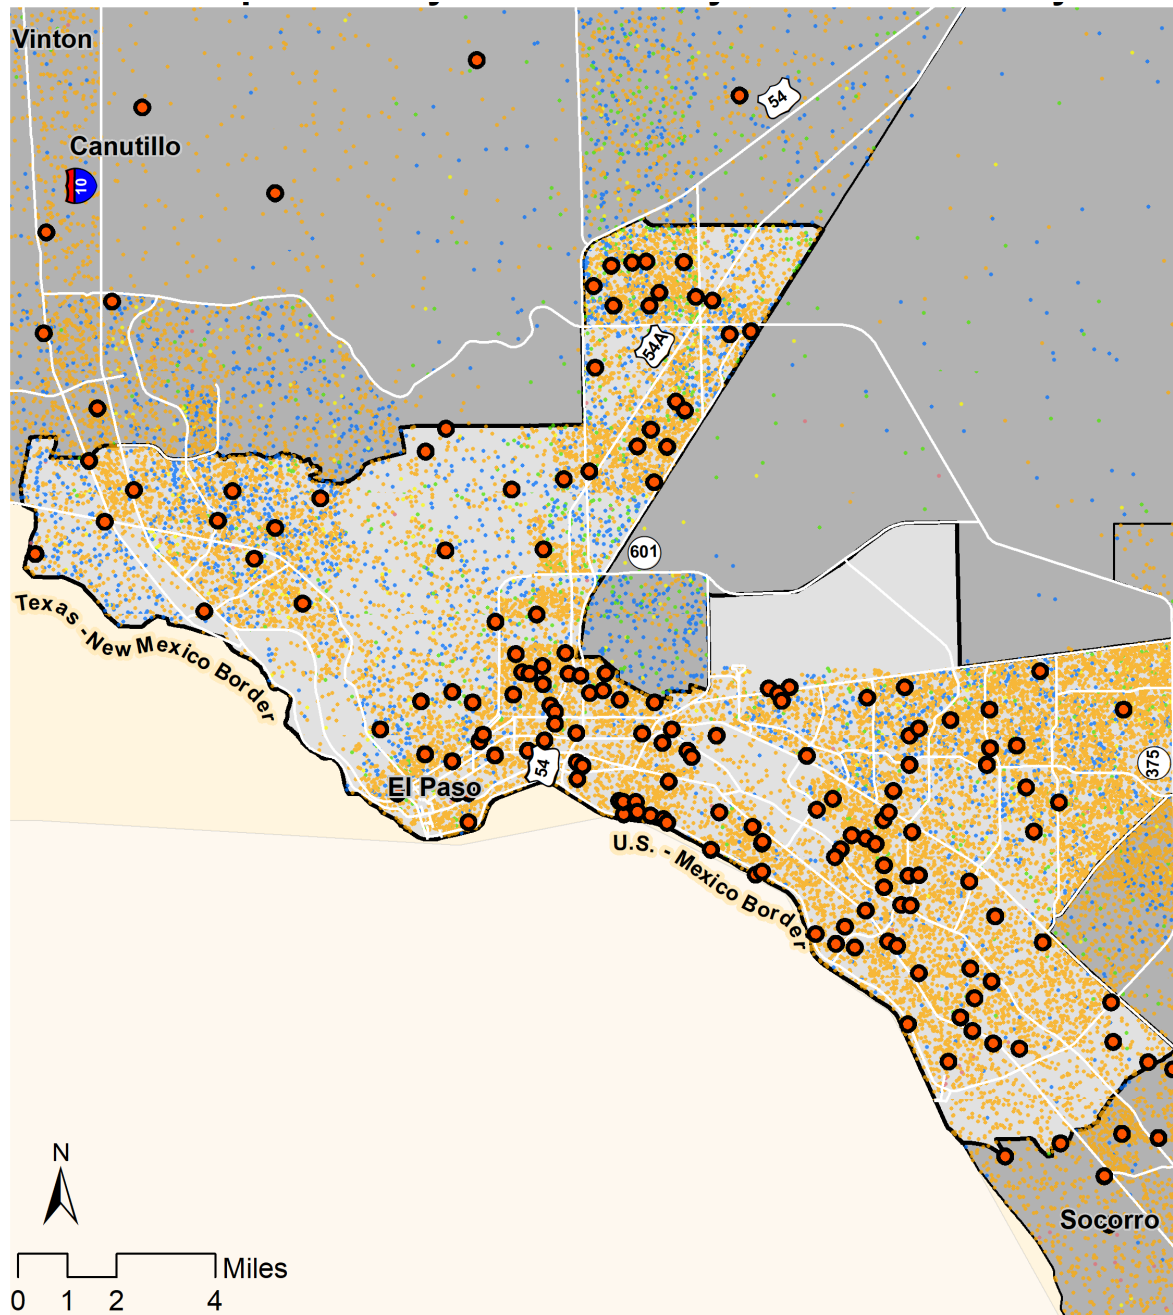 Vinton
54
Canutillo
10
54A
601
Texas - New Mexico Border
375
El Paso
54
U.S. - Mexico Border
N
Socorro
Miles
0 1 2 4